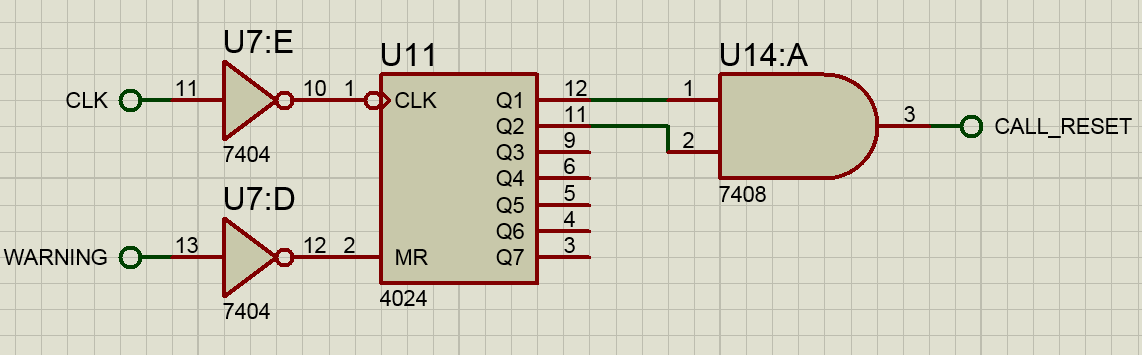 U7:E
U11
U14:A
CLK
11
10
1
CLK
Q1
12
1
Q2
11
3
CALL_RESET
Q3
9
2
7404
Q4
6
U7:D
Q5
5
7408
Q6
4
WARNING
13
12
2
MR
Q7
3
7404
4024